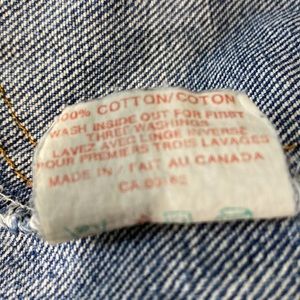 100% COTTON/COTON
WASH INSIDE OUT FOR FIRST
THREE WASHINGS
LAVEZ AVEC LINGE INVERSE
POUR PREMIERS TROIS LAVAGES
MADE IN / FAIT AU CANADA
CA